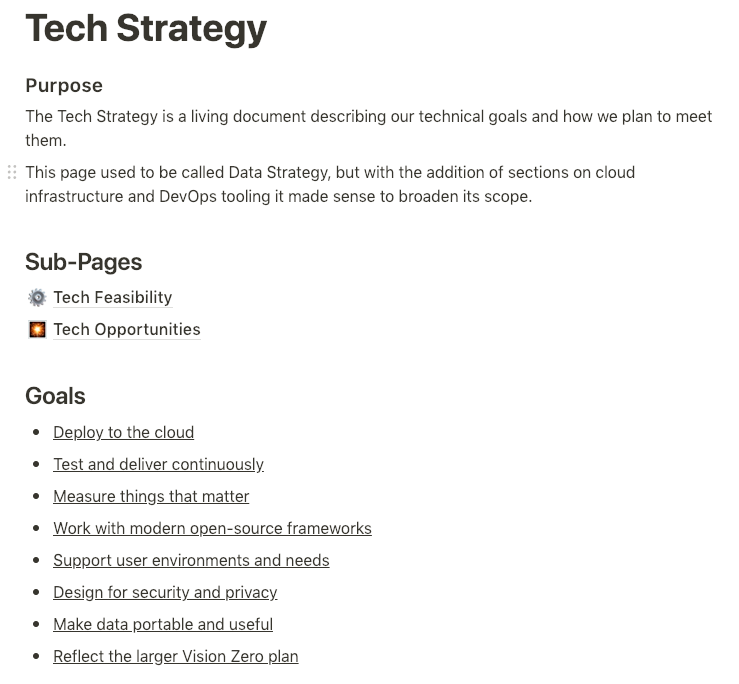 Tech Strategy
Purpose
The Tech Strategy is a living document describing our technical goals and how we plan to meet
them.
This page used to be called Data Strategy, but with the addition of sections on cloud
infrastructure and DevOps tooling it made sense to broaden its scope.
Sub-Pages
Tech Feasibility
Tech Opportunities
Goals
Deploy to the cloud
Test and deliver continuously
Measure things that matter
Work with modern open-source frameworks
Support user environments and needs
Design for security and privacy
Make data portable and useful
Reflect the larger Vision Zero plan